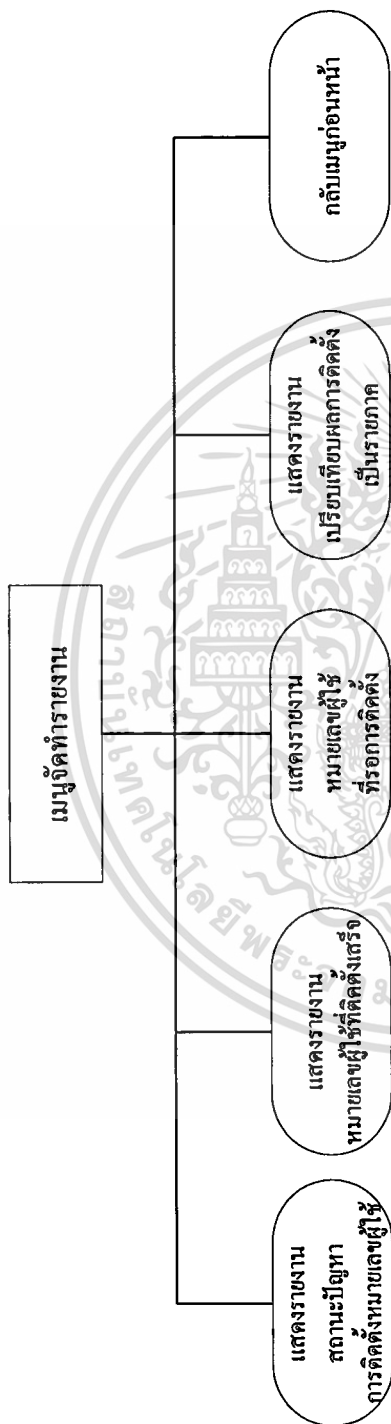 เมนูจัดทำรายงาน
แสดงรายงาน
สถานะปัญหา
การติดตั้งหมายเลขผู้ใช้
แสดงรายงาน
หมายเลขผู้ใช้ที่ติดตั้งเสร็จ
แสดงรายงาน
หมายเลขผู้ใช้
ที่รอการติดตั้ง
แสดงรายงาน
เปรียบเทียบผลการติดตั้ง
เป็นรายภาค
กลับเมนูก่อนหน้า